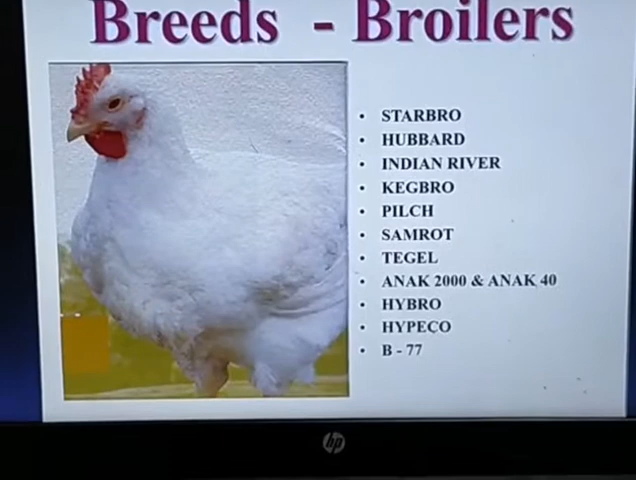 Breeds - Broilers
• STARBRO
• HUBBARD
• INDIAN RIVER
• KEGBRO
• PILCH
• SAMROT
• TEGEL
• ANAK 2000 & ANAK 40
• HYBRO
• HYPECO
• B - 77
hp